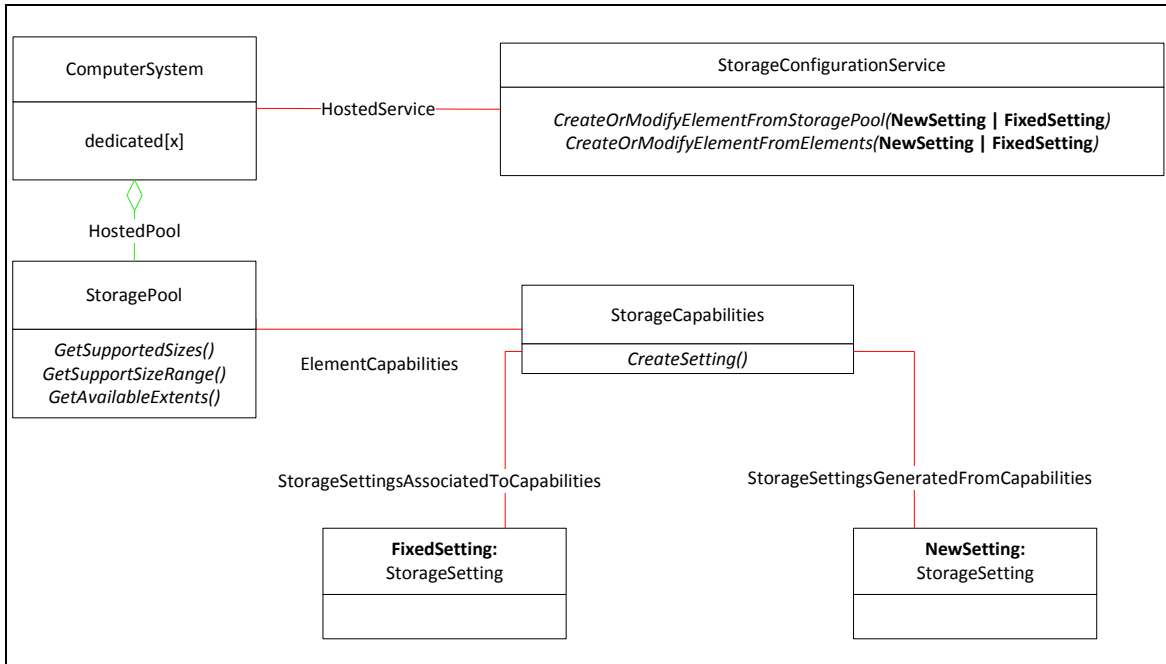 ComputerSystem
dedicated[x]
HostedService
StorageConfigurationService
CreateOrModifyElementFromStoragePool(NewSetting | FixedSetting)
CreateOrModifyElementFromElements(NewSetting | FixedSetting)
HostedPool
StoragePool
GetSupportedSizes()
GetSupportSizeRange()
GetAvailableExtents()
ElementCapabilities
StorageCapabilities
CreateSetting()
StorageSettingsAssociatedToCapabilities
StorageSettingsGeneratedFromCapabilities
FixedSetting:
StorageSetting
NewSetting:
StorageSetting